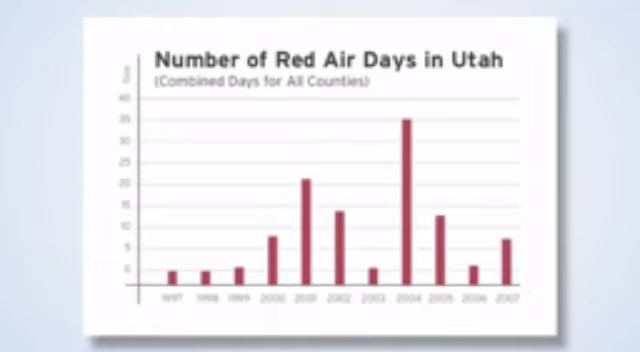 Number of Red Air Days in Utah
(Combined Days for All Counties)
Days
40
35
30
25
20
15
10
5
0
1997 1998 1999 2000 2001 2002 2003 2004 2005 2006 2007